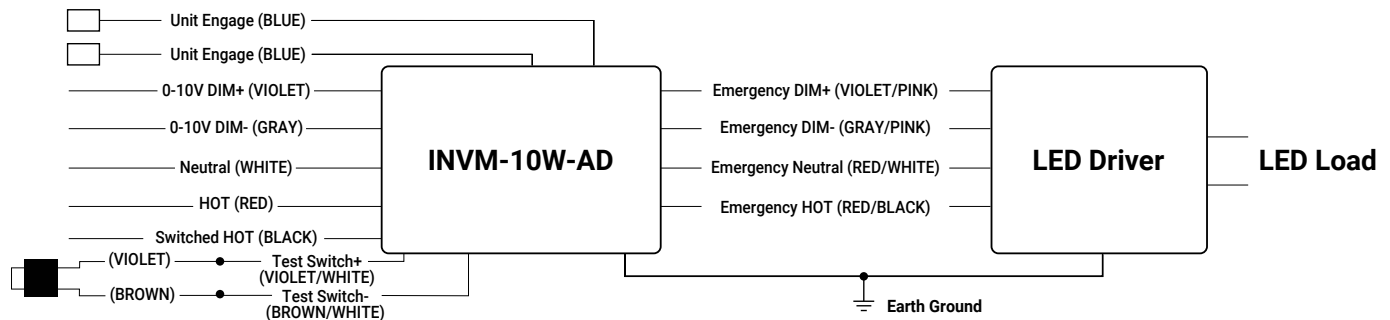 Unit Engage (BLUE)
Unit Engage (BLUE)
0-10V DIM+ (VIOLET)
0-10V DIM- (GRAY)
Neutral (WHITE)
HOT (RED)
Switched HOT (BLACK)
(VIOLET)
Test Switch+
(VIOLET/WHITE)
(BROWN)
Test Switch-
(BROWN/WHITE)
INVM-10W-AD
Emergency DIM+ (VIOLET/PINK)
Emergency DIM- (GRAY/PINK)
Emergency Neutral (RED/WHITE)
Emergency HOT (RED/BLACK)
LED Driver
LED Load
Earth Ground